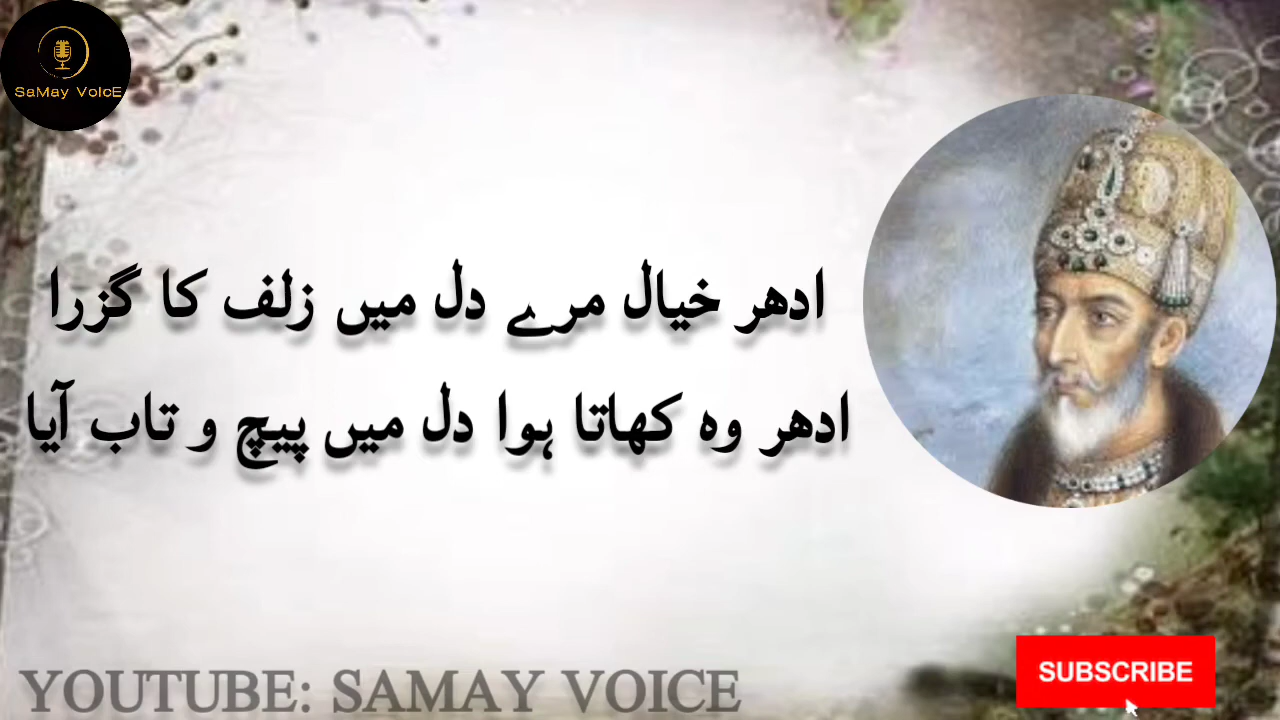 SaMay VoicE
ادھر خیال مرے دل میں زلف کا گزرا
ادھر وہ کھاتا ہوا دل میں پیچ و تاب آیا
YOUTUBE: SAMAY VOICE
SUBSCRIBE